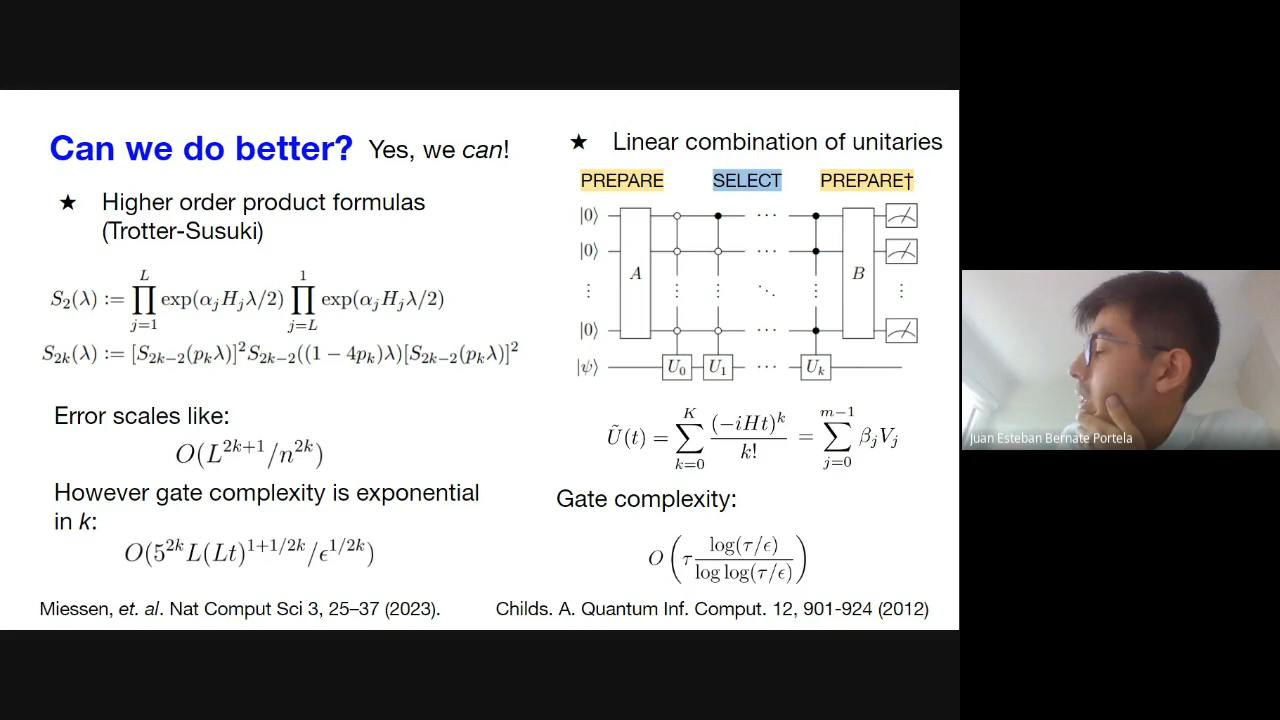 Can we do better? Yes, we can!
★ Higher order product formulas
(Trotter-Susuki)
S₂(λ) := ∏_{j=1}^{L} exp(α_j H_j λ/2) ∏_{j=L}^{1} exp(α_j H_j λ/2)
S_{2k}(λ) := [S_{2k−2}(p_k λ)]² S_{2k−2}((1 − 4p_k)λ)[S_{2k−2}(p_k λ)]²
Error scales like:
O(L^{2k+1}/n^{2k})
However gate complexity is exponential
in k:
O(5^{2k} L(Lt)^{1+1/2k}/ϵ^{1/2k})
Miessen, et. al. Nat Comput Sci 3, 25–37 (2023).
★ Linear combination of unitaries
PREPARE SELECT PREPARE†
|0⟩ ···
|0⟩ ···
A B
⋮ ⋮ ⋮ ⋱ ⋮ ⋮
|0⟩ ···
|ψ⟩ U₀ U₁ ··· U_k
Ũ(t) = ∑_{k=0}^{K} (−iHt)^k / k! = ∑_{j=0}^{m−1} β_j V_j
Gate complexity:
O(τ log(τ/ϵ) / log log(τ/ϵ))
Childs. A. Quantum Inf. Comput. 12, 901-924 (2012)
Juan Esteban Bernate Portela